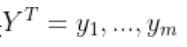 Y^T = y_1, ..., y_m